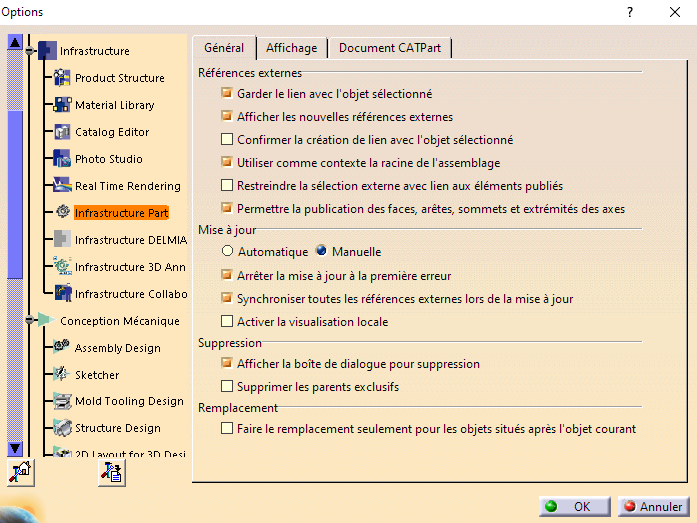 Options
?
Infrastructure
Product Structure
Material Library
Catalog Editor
Photo Studio
Real Time Rendering
Infrastructure Part
Infrastructure DELMIA
Infrastructure 3D Ann
Infrastructure Collabo
Conception Mécanique
Assembly Design
Sketcher
Mold Tooling Design
Structure Design
2D Layout for 3D Desi
Général Affichage Document CATPart
Références externes
Garder le lien avec l'objet sélectionné
Afficher les nouvelles références externes
Confirmer la création de lien avec l'objet sélectionné
Utiliser comme contexte la racine de l'assemblage
Restreindre la sélection externe avec lien aux éléments publiés
Permettre la publication des faces, arêtes, sommets et extrémités des axes
Mise à jour
Automatique Manuelle
Arrêter la mise à jour à la première erreur
Synchroniser toutes les références externes lors de la mise à jour
Activer la visualisation locale
Suppression
Afficher la boîte de dialogue pour suppression
Supprimer les parents exclusifs
Remplacement
Faire le remplacement seulement pour les objets situés après l'objet courant
OK Annuler